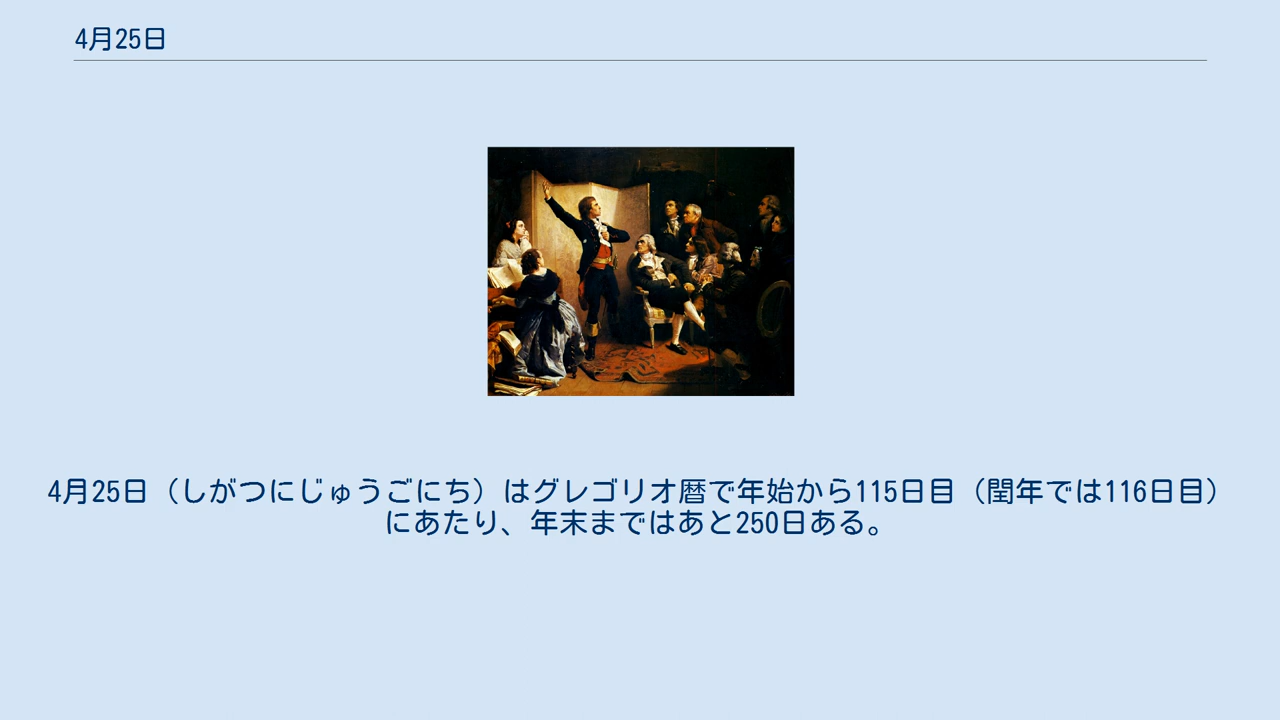 4月25日
4月25日（しがつにじゅうごにち）はグレゴリオ暦で年始から115日目（閏年では116日目）
にあたり、年末まではあと250日ある。